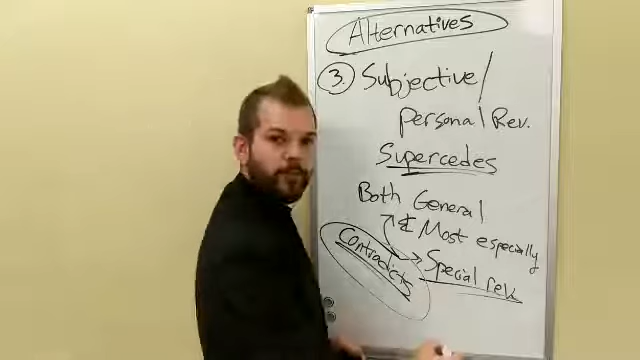 Alternatives
3. Subjective/
Personal Rev.
Supercedes
Both General
& Most especially
Contradicts
Special rev.